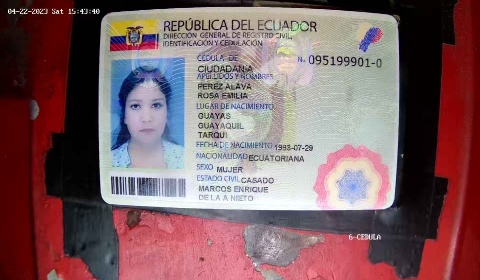 04-22-2023 Sat 15:43:40
REPÚBLICA DEL ECUADOR
DIRECCIÓN GENERAL DE REGISTRO CIVIL,
IDENTIFICACIÓN Y CEDULACIÓN
CÉDULA DE No. 095199901-0
CIUDADANÍA
APELLIDOS Y NOMBRES
PEREZ ALAVA
ROSA EMILIA
LUGAR DE NACIMIENTO
GUAYAS
GUAYAQUIL
TARQUI
FECHA DE NACIMIENTO 1993-07-29
NACIONALIDAD ECUATORIANA
SEXO MUJER
ESTADO CIVIL CASADO
MARCOS ENRIQUE
DE LA A NIETO
6-CEDULA